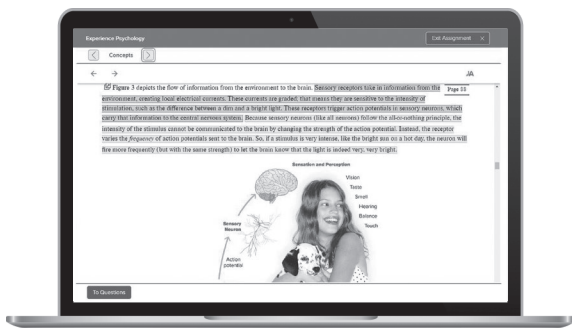 Experience Psychology
Exit Assignment X
Concepts
Figure 3 depicts the flow of information from the environment to the brain. Sensory receptors take in information from the
Page 88
environment, creating local electrical currents. These currents are graded; that means they are sensitive to the intensity of
stimulation, such as the difference between a dim and a bright light. These receptors trigger action potentials in sensory neurons, which
carry that information to the central nervous system. Because sensory neurons (like all neurons) follow the all-or-nothing principle, the
intensity of the stimulus cannot be communicated to the brain by changing the strength of the action potential. Instead, the receptor
varies the frequency of action potentials sent to the brain. So, if a stimulus is very intense, like the bright sun on a hot day, the neuron will
fire more frequently (but with the same strength) to let the brain know that the light is indeed very, very bright.
Sensation and Perception
Vision
Taste
Smell
Hearing
Balance
Touch
Sensory
Neuron
Action
potential
To Questions